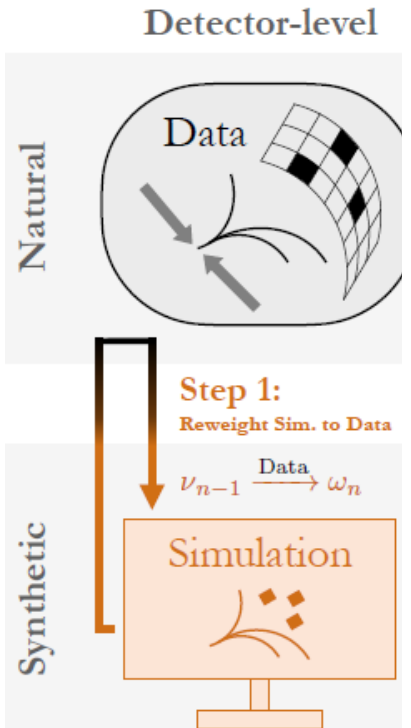 Detector-level
Natural
Data
Step 1:
Reweight Sim. to Data
Synthetic
Data
ν_{n−1} ⟶ ω_n
Simulation